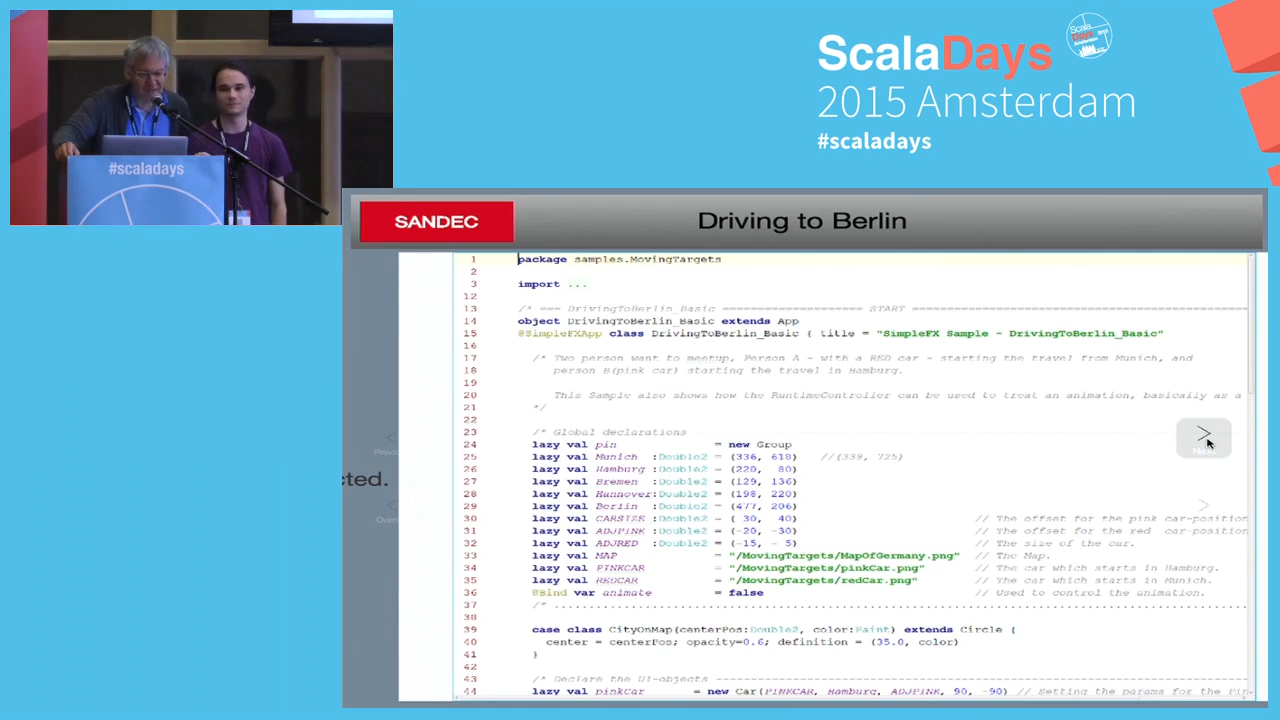 ScalaDays
2015 Amsterdam
#scaladays
#scaladays
SANDEC
Driving to Berlin
1 package samples.MovingTargets
2
3 import ...
12
13 /* === DrivingToBerlin_Basic ==================== START ======================================
14 object DrivingToBerlin_Basic extends App
15 @SimpleFXApp class DrivingToBerlin_Basic { title = "SimpleFX Sample - DrivingToBerlin_Basic"
16
17 /* Two person want to meetup, Person A - with a RED car - starting the travel from Munich, and
18 person B(pink car) starting the travel in Hamburg.
19
20 This Sample also shows how the RuntimeController can be used to treat an animation, basically as a
21 */
22
23 /* Global declarations ----------
24 lazy val pin = new Group
25 lazy val Munich :Double2 = (336, 618) //(339, 725)
26 lazy val Hamburg :Double2 = (220, 80)
27 lazy val Bremen :Double2 = (129, 136)
28 lazy val Hannover:Double2 = (198, 220)
29 lazy val Berlin :Double2 = (477, 206)
30 lazy val CARSIZE :Double2 = ( 30, 40) // The offset for the pink car-position
31 lazy val ADJPINK :Double2 = (-20, -30) // The offset for the red car-position
32 lazy val ADJRED :Double2 = (-15, - 5) // The size of the car.
33 lazy val MAP = "/MovingTargets/MapOfGermany.png" // The Map.
34 lazy val PINKCAR = "/MovingTargets/pinkCar.png" // The car which starts in Hamburg.
35 lazy val REDCAR = "/MovingTargets/redCar.png" // The car which starts in Munich.
36 @Bind var animate = false // Used to control the animation.
37 /* ..........................................................................................
38
39 case class CityOnMap(centerPos:Double2, color:Paint) extends Circle {
40 center = centerPos; opacity=0.6; definition = (35.0, color)
41 }
42
43 /* Declare the UI-objects ----------------------------------------------------------------------
44 lazy val pinkCar = new Car(PINKCAR, Hamburg, ADJPINK, 90, -90) // Setting the params for the
cted.
>
>